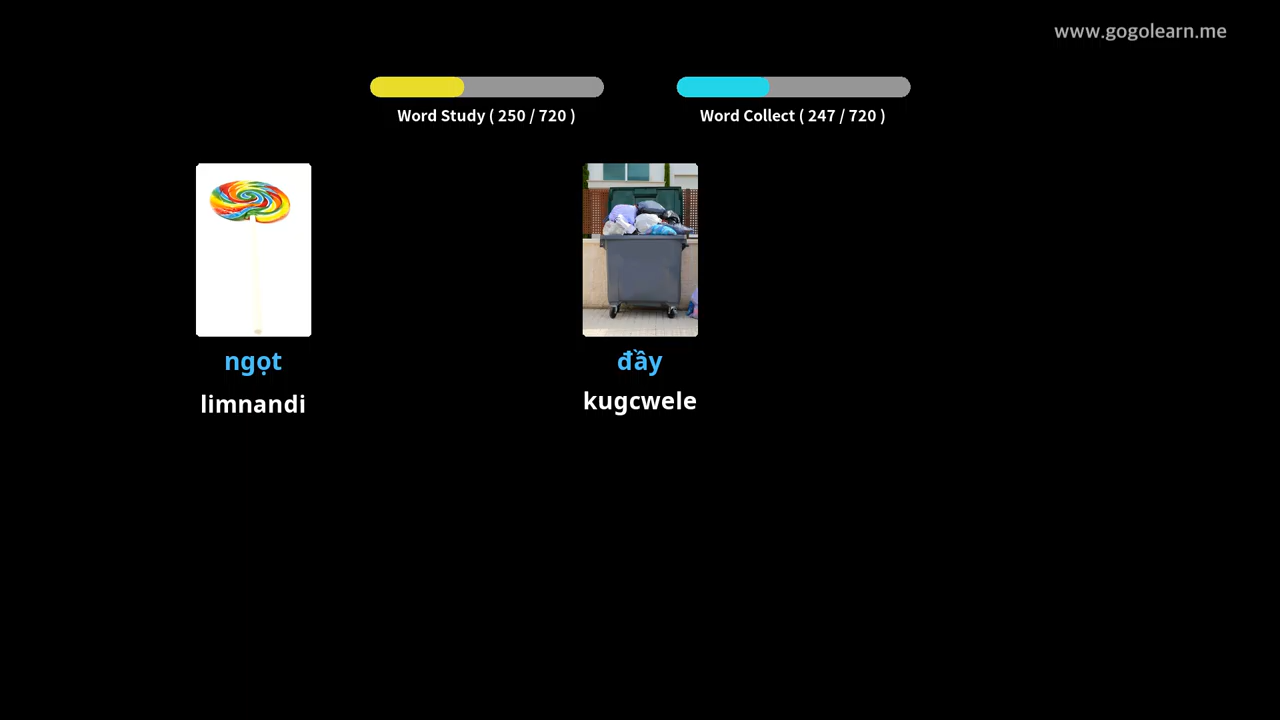 www.gogolearn.me
Word Study ( 250 / 720 )
Word Collect ( 247 / 720 )
ngọt
đầy
limnandi
kugcwele